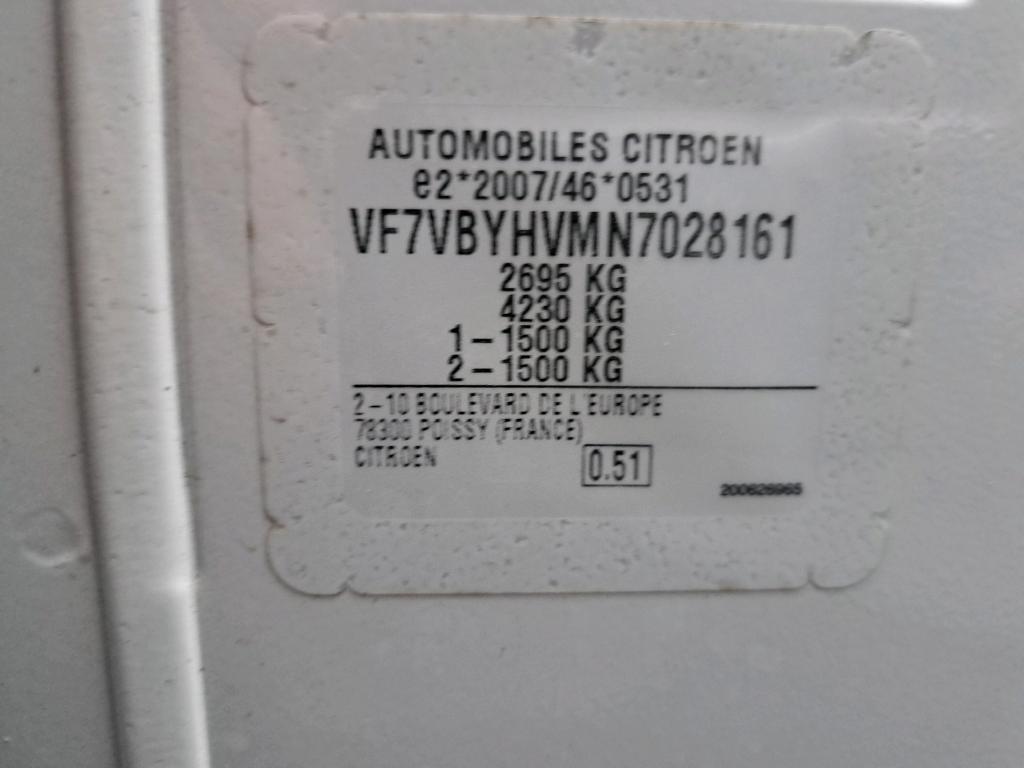 AUTOMOBILES CITROEN
e2*2007/46*0531
VF7VBYHVMN7028161
2695 KG
4230 KG
1-1500 KG
2-1500 KG
2-10 BOULEVARD DE L'EUROPE
78300 POISSY (FRANCE)
CITROEN
0.51
200626965